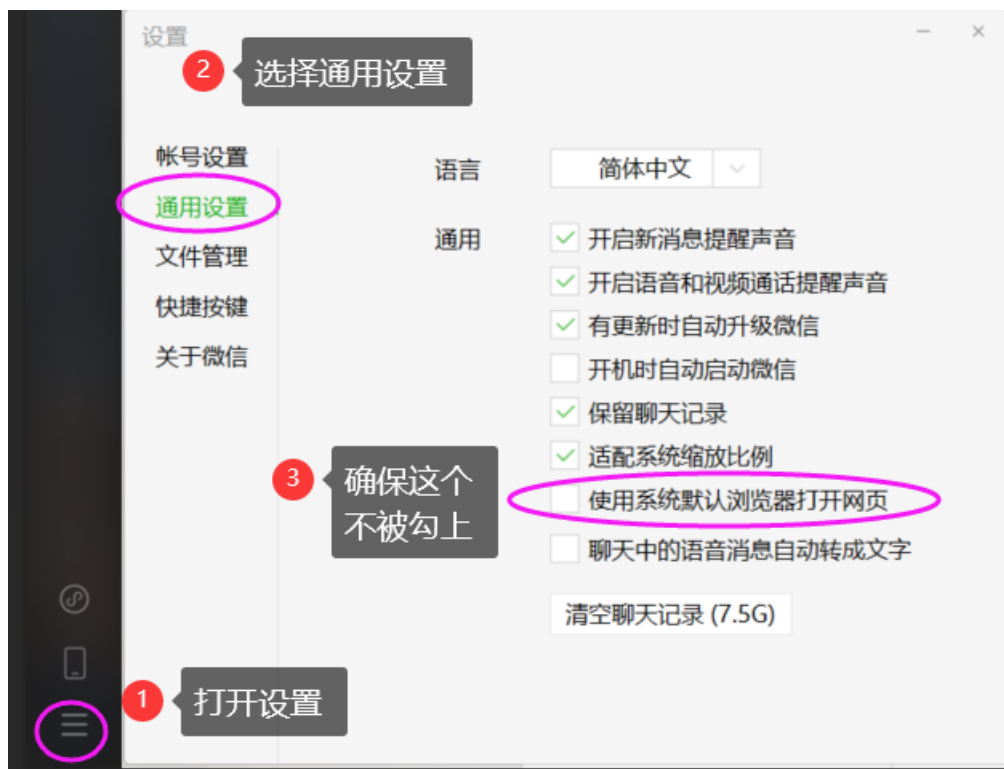 设置
2
选择通用设置
帐号设置
通用设置
文件管理
快捷按键
关于微信
语言
简体中文
通用
开启新消息提醒声音
开启语音和视频通话提醒声音
有更新时自动升级微信
开机时自动启动微信
保留聊天记录
适配系统缩放比例
使用系统默认浏览器打开网页
聊天中的语音消息自动转成文字
清空聊天记录 (7.5G)
3
确保这个
不被勾上
1
打开设置